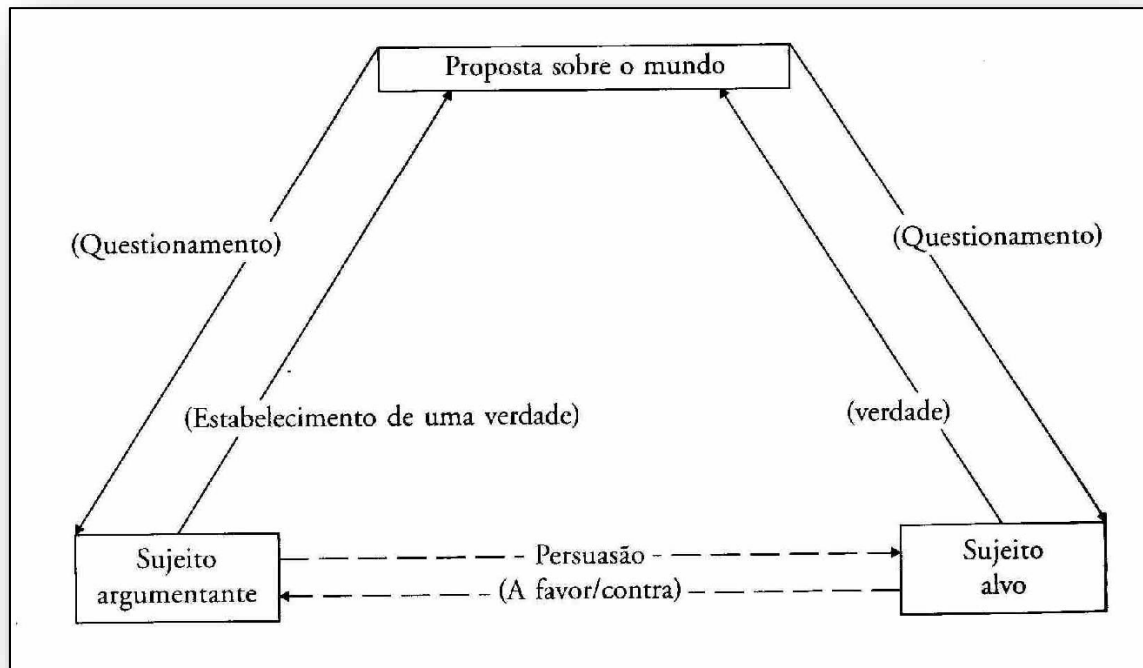 Proposta sobre o mundo
(Questionamento)
(Questionamento)
(Estabelecimento de uma verdade)
(verdade)
Sujeito
argumentante
Persuasão
(A favor/contra)
Sujeito
alvo